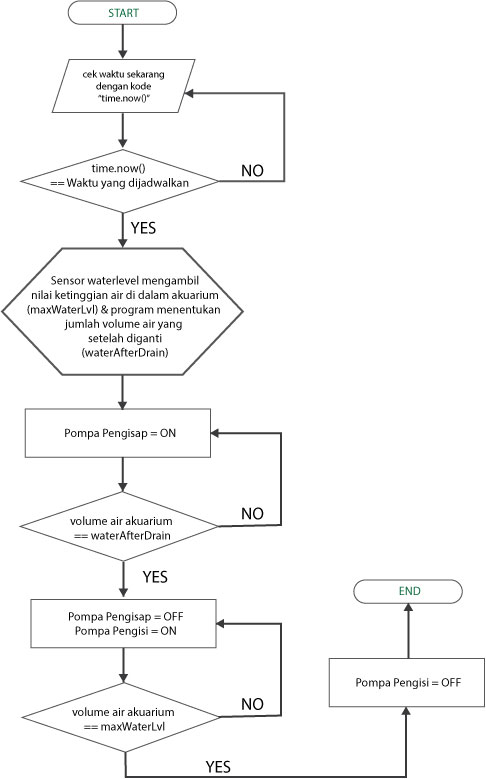 START
cek waktu sekarang
dengan kode
"time.now()"
NO
time.now()
== Waktu yang dijadwalkan
YES
Sensor waterlevel mengambil
nilai ketinggian air di dalam akuarium
(maxWaterLvl) & program menentukan
jumlah volume air yang
setelah diganti
(waterAfterDrain)
Pompa Pengisap = ON
NO
volume air akuarium
== waterAfterDrain
YES
Pompa Pengisap = OFF
Pompa Pengisi = ON
NO
volume air akuarium
== maxWaterLvl
YES
Pompa Pengisi = OFF
END